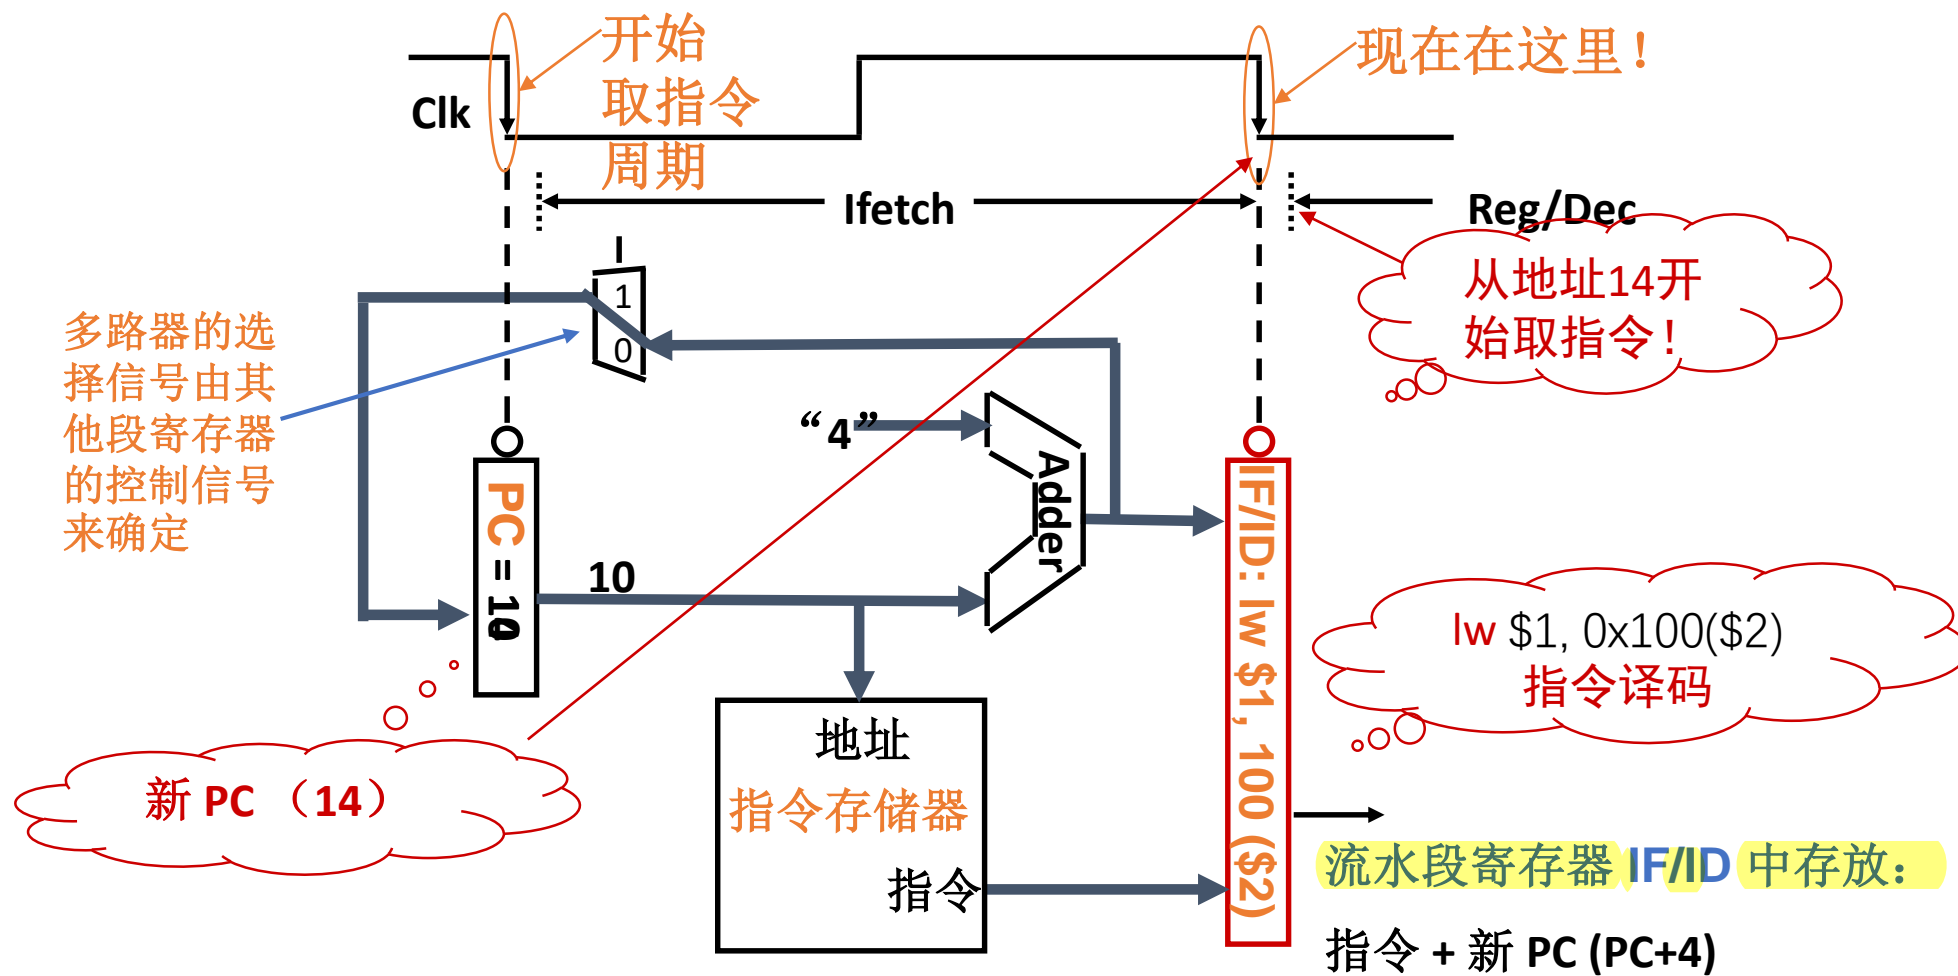 开始
取指令
周期
现在在这里！
Clk
Ifetch
Reg/Dec
从地址14开
始取指令！
1
0
多路器的选
择信号由其
他段寄存器
的控制信号
来确定
“4”
Adder
PC =
10
IF/ID: lw $1, 100 ($2)
lw $1, 0x100($2)
指令译码
新 PC （14）
地址
指令存储器
指令
流水段寄存器 IF/ID 中存放：
指令 + 新 PC (PC+4)